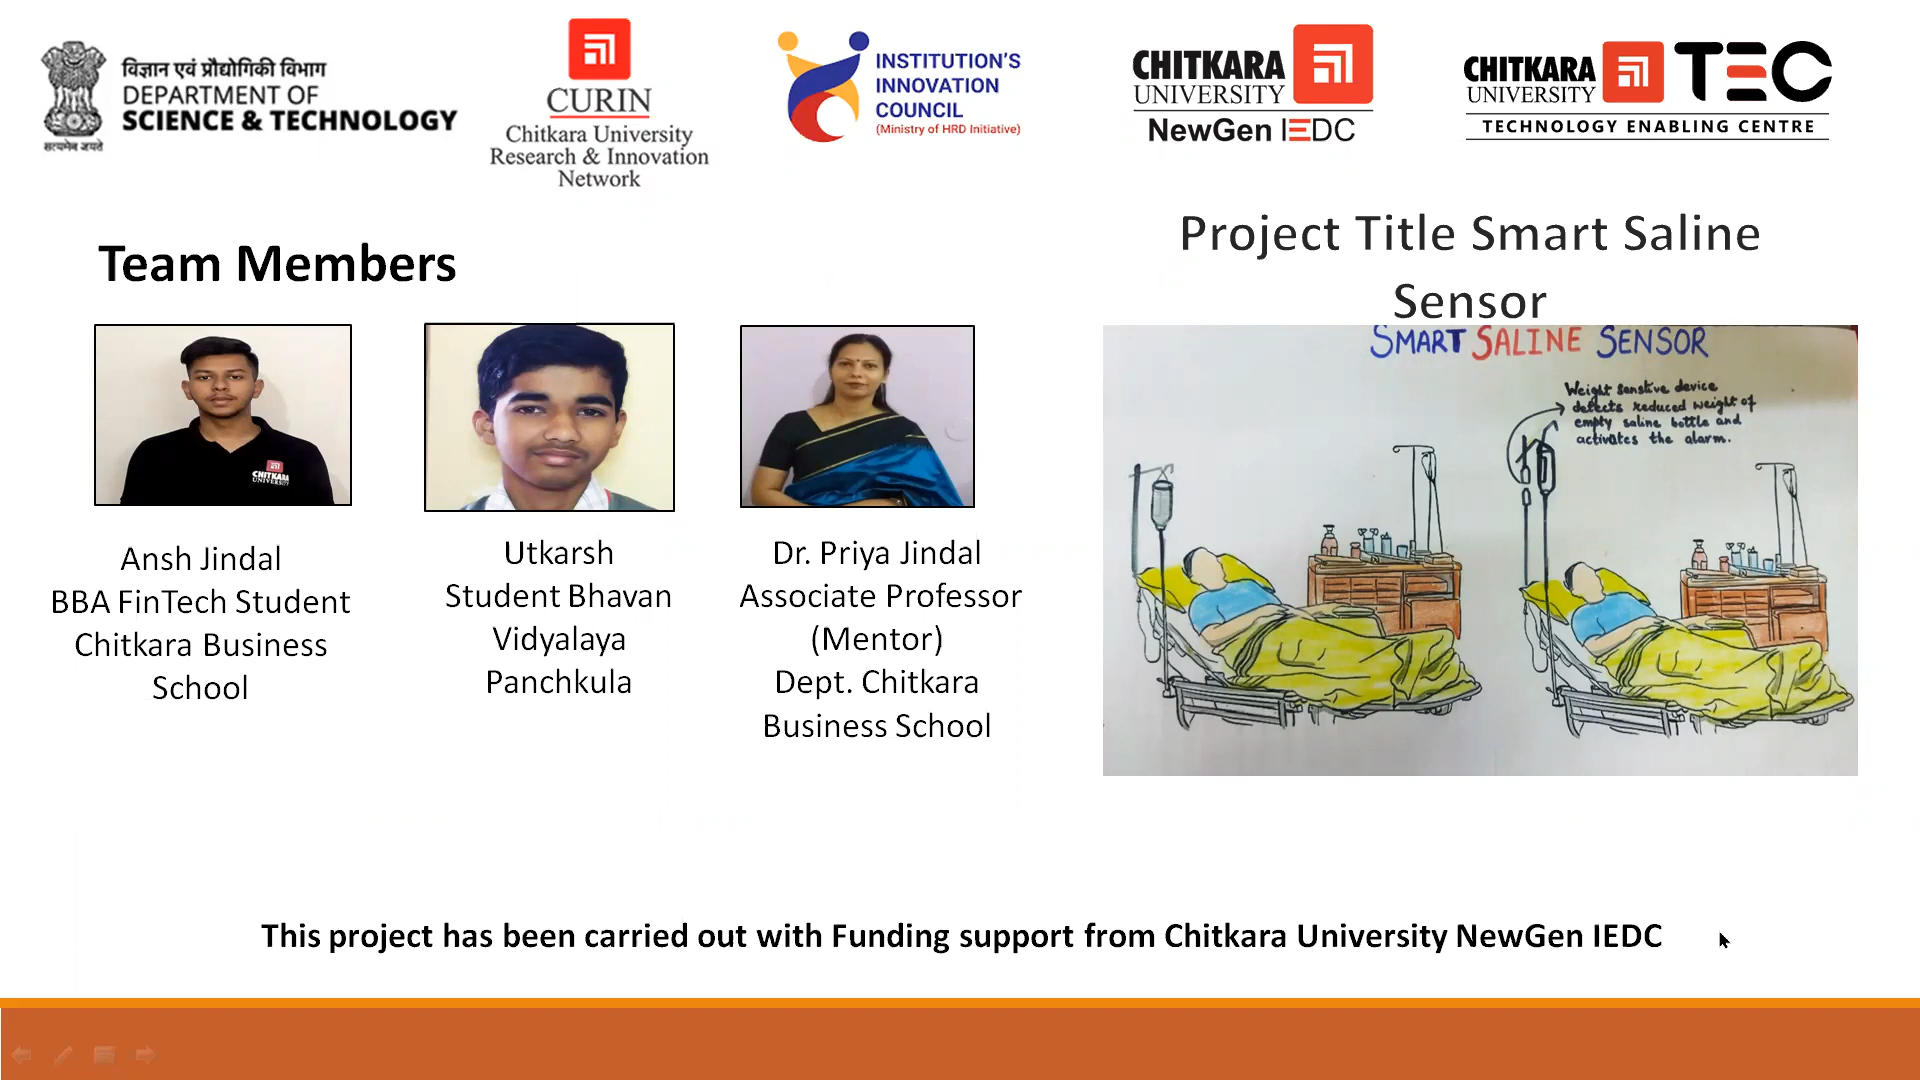 विज्ञान एवं प्रौद्योगिकी विभाग
DEPARTMENT OF
SCIENCE & TECHNOLOGY
सत्यमेव जयते
CURIN
Chitkara University
Research & Innovation
Network
INSTITUTION'S
INNOVATION
COUNCIL
(Ministry of HRD Initiative)
CHITKARA
UNIVERSITY
NewGen IEDC
CHITKARA
UNIVERSITY
TEC
TECHNOLOGY ENABLING CENTRE
Team Members
Project Title Smart Saline
Sensor
CHITKARA
UNIVERSITY
Ansh Jindal
BBA FinTech Student
Chitkara Business
School
Utkarsh
Student Bhavan
Vidyalaya
Panchkula
Dr. Priya Jindal
Associate Professor
(Mentor)
Dept. Chitkara
Business School
SMART SALINE SENSOR
Weight sensitive device
detects reduced weight of
empty saline bottle and
activates the alarm.
This project has been carried out with Funding support from Chitkara University NewGen IEDC